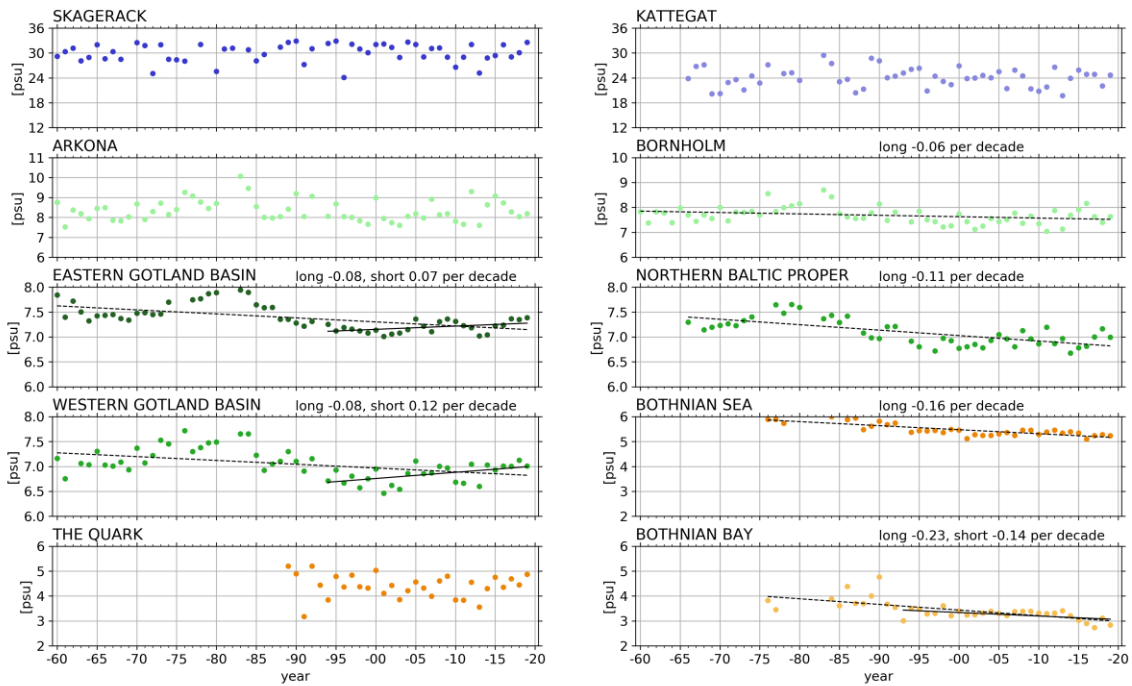 SKAGERACK
36
30
24
18
12
[psu]
KATTEGAT
36
30
24
18
12
[psu]
ARKONA
11
10
9
8
7
6
BORNHOLM long -0.06 per decade
10
9
8
7
6
EASTERN GOTLAND BASIN long -0.08, short 0.07 per decade
8.0
7.5
7.0
6.5
6.0
[psu]
NORTHERN BALTIC PROPER long -0.11 per decade
8.0
7.5
7.0
6.5
6.0
[psu]
WESTERN GOTLAND BASIN long -0.08, short 0.12 per decade
8.0
7.5
7.0
6.5
6.0
[psu]
BOTHNIAN SEA long -0.16 per decade
6
5
4
3
2
[psu]
THE QUARK
6
5
4
3
2
-60 -65 -70 -75 -80 -85 -90 -95 -00 -05 -10 -15 -20
year
BOTHNIAN BAY long -0.23, short -0.14 per decade
6
5
4
3
2
-60 -65 -70 -75 -80 -85 -90 -95 -00 -05 -10 -15 -20
year